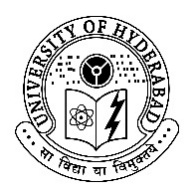 UNIVERSITY OF HYDERABAD
सा विद्या या विमुक्तये